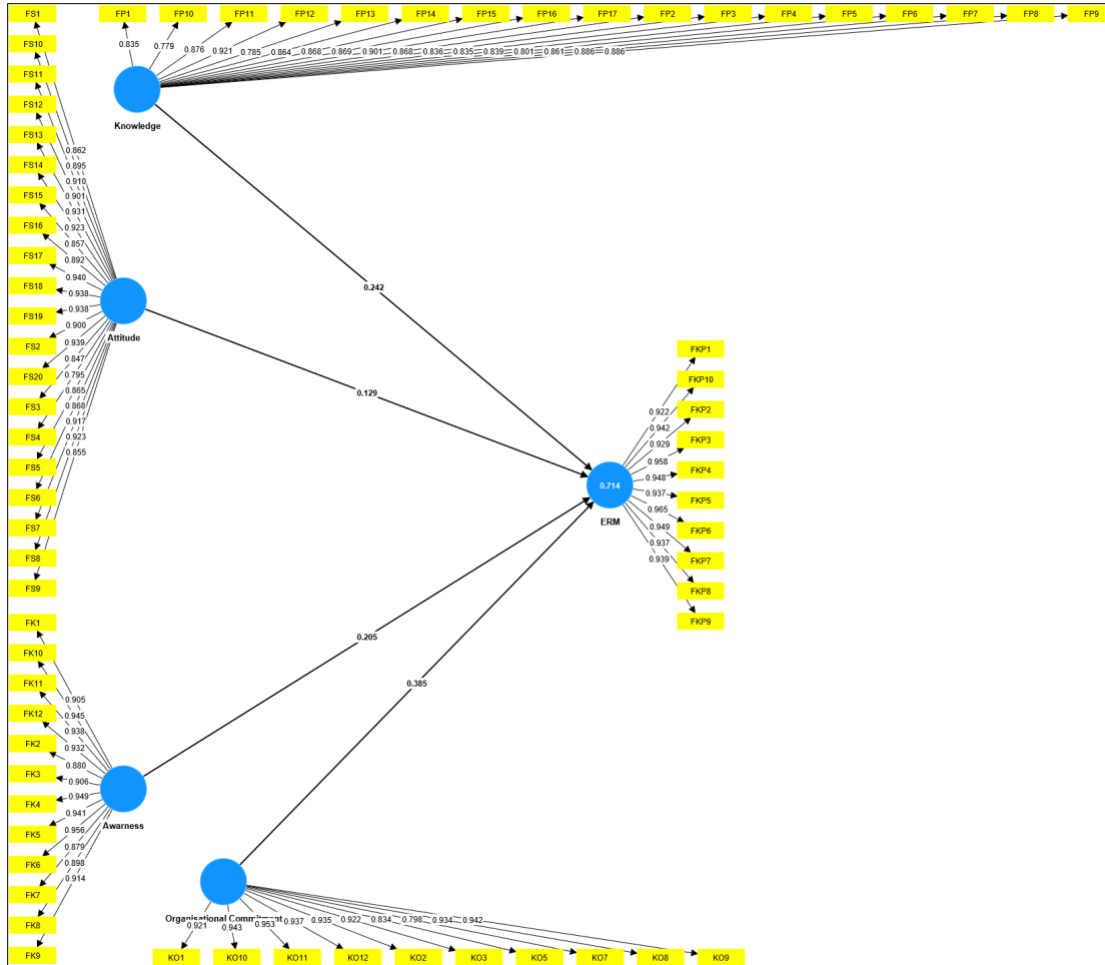 FS1 FP1 FP10 FP11 FP12 FP13 FP14 FP15 FP16 FP17 FP2 FP3 FP4 FP5 FP6 FP7 FP8 FP9
0.835 0.779 0.876 0.921 0.785 0.864 0.868 0.869 0.901 0.868 0.836 0.835 0.839 0.801 0.861 0.886 0.886
Knowledge
FS10
FS11
FS12
FS13
FS14
FS15
FS16
FS17
FS18
FS19
FS2
FS20
FS3
FS4
FS5
FS6
FS7
FS8
FS9
0.862
0.895
0.910
0.901
0.931
0.923
0.857
0.892
0.940
0.938
0.938
0.900
0.939
0.847
0.795
0.865
0.868
0.917
0.923
0.855
Attitude
0.242
0.129
0.205
0.385
FKP1
FKP10
FKP2
FKP3
FKP4
FKP5
FKP6
FKP7
FKP8
FKP9
0.922
0.942
0.929
0.958
0.948
0.937
0.965
0.949
0.937
0.939
0.714
ERM
FK1
FK10
FK11
FK12
FK2
FK3
FK4
FK5
FK6
FK7
FK8
FK9
0.905
0.945
0.938
0.932
0.880
0.906
0.949
0.941
0.956
0.879
0.898
0.914
Awarness
Organisational Commitment
0.921 0.943 0.953 0.937 0.935 0.922 0.834 0.798 0.934 0.942
KO1 KO10 KO11 KO12 KO2 KO3 KO5 KO7 KO8 KO9